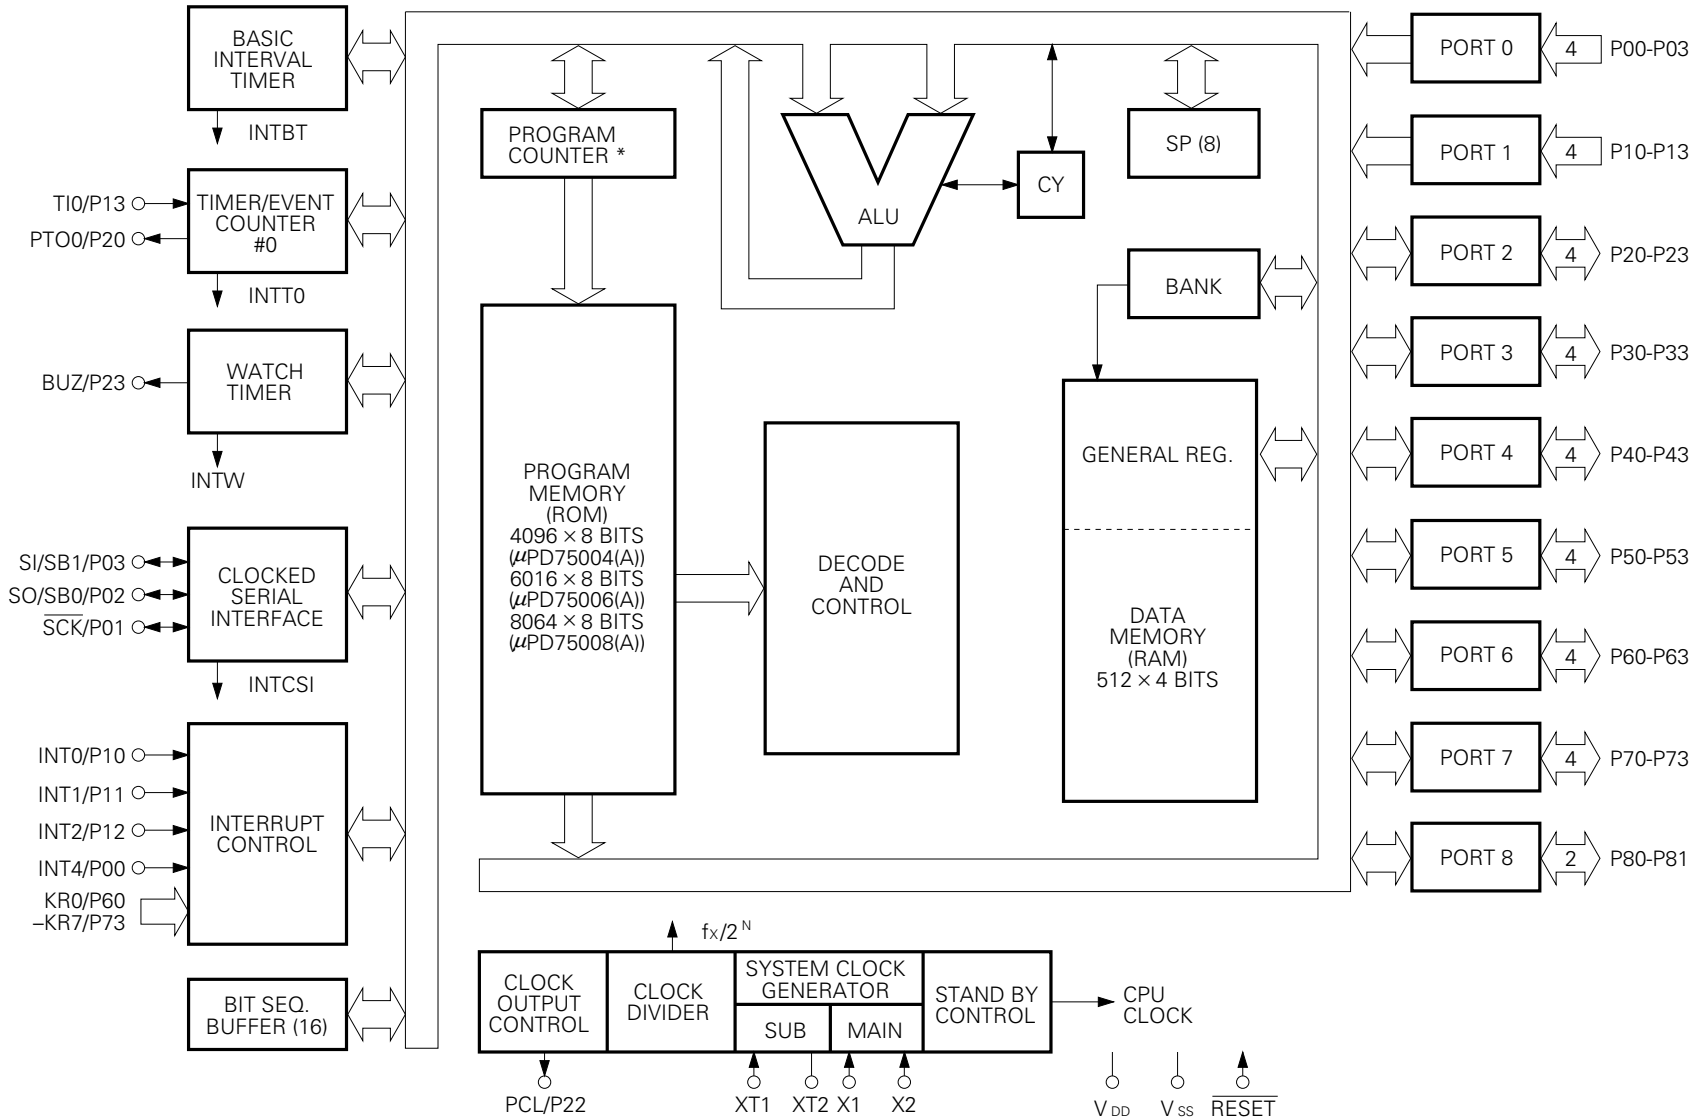 BASIC
INTERVAL
TIMER
INTBT
TI0/P13
PTO0/P20
TIMER/EVENT
COUNTER
#0
INTT0
BUZ/P23
WATCH
TIMER
INTW
SI/SB1/P03
SO/SB0/P02
SCK/P01
CLOCKED
SERIAL
INTERFACE
INTCSI
INT0/P10
INT1/P11
INT2/P12
INT4/P00
KR0/P60
–KR7/P73
INTERRUPT
CONTROL
BIT SEQ.
BUFFER (16)
PROGRAM
COUNTER *
ALU
CY
SP (8)
BANK
PROGRAM
MEMORY
(ROM)
4096 × 8 BITS
(μPD75004(A))
6016 × 8 BITS
(μPD75006(A))
8064 × 8 BITS
(μPD75008(A))
DECODE
AND
CONTROL
GENERAL REG.
DATA
MEMORY
(RAM)
512 × 4 BITS
PORT 0
4
P00-P03
PORT 1
4
P10-P13
PORT 2
4
P20-P23
PORT 3
4
P30-P33
PORT 4
4
P40-P43
PORT 5
4
P50-P53
PORT 6
4
P60-P63
PORT 7
4
P70-P73
PORT 8
2
P80-P81
fx/2 N
CLOCK
OUTPUT
CONTROL
CLOCK
DIVIDER
SYSTEM CLOCK
GENERATOR
SUB
MAIN
STAND BY
CONTROL
CPU
CLOCK
PCL/P22
XT1
XT2
X1
X2
VDD
VSS
RESET